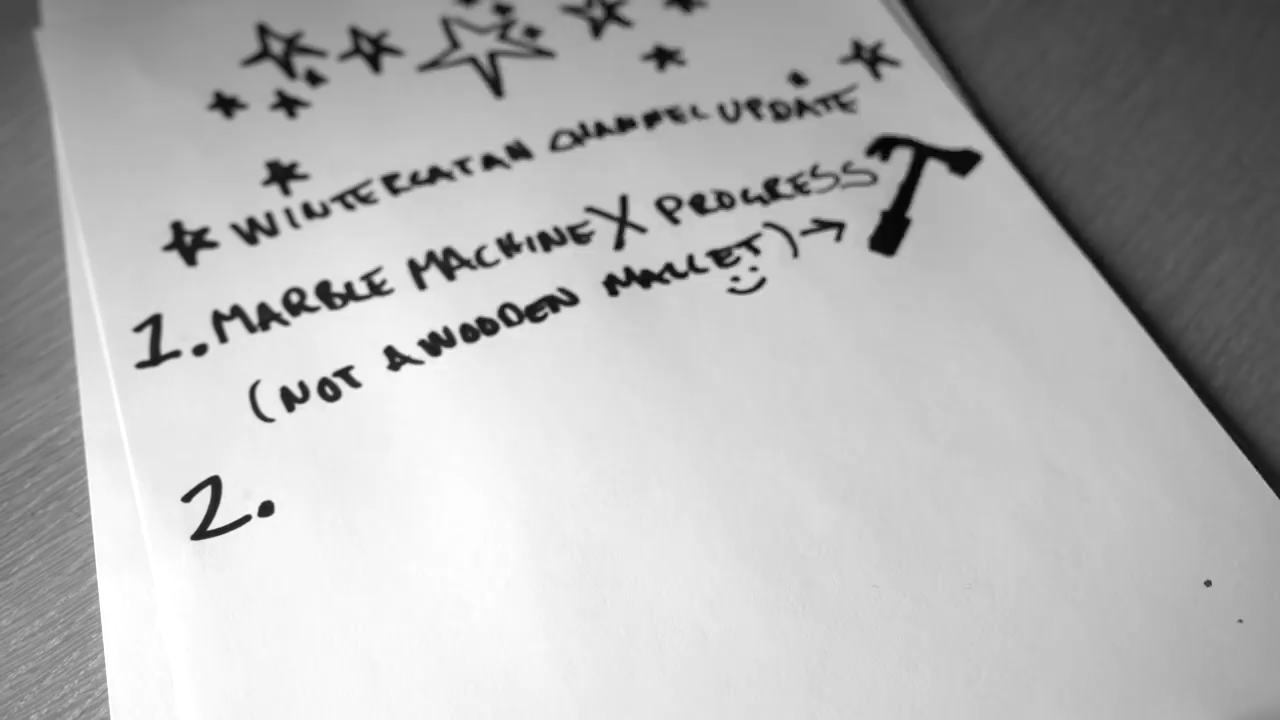 WINTERGATAN CHANNEL UPDATE
1. MARBLE MACHINE X PROGRESS
(NOT A WOODEN MALLET) →
2.